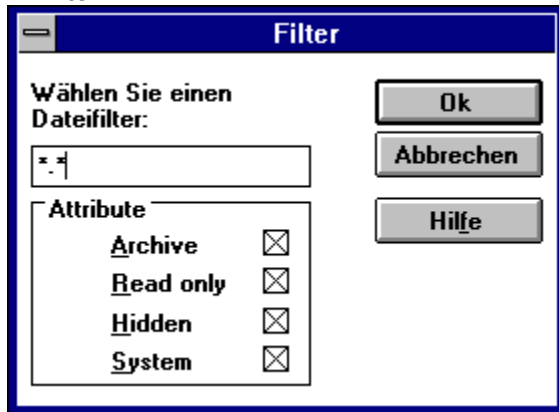 Filter
Wählen Sie einen
Dateifilter:
*.*
Ok
Abbrechen
Hilfe
Attribute
Archive
Read only
Hidden
System